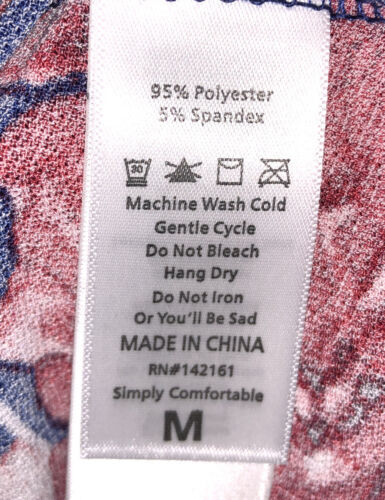 95% Polyester
5% Spandex
30
Machine Wash Cold
Gentle Cycle
Do Not Bleach
Hang Dry
Do Not Iron
Or You'll Be Sad
MADE IN CHINA
RN#142161
Simply Comfortable
M